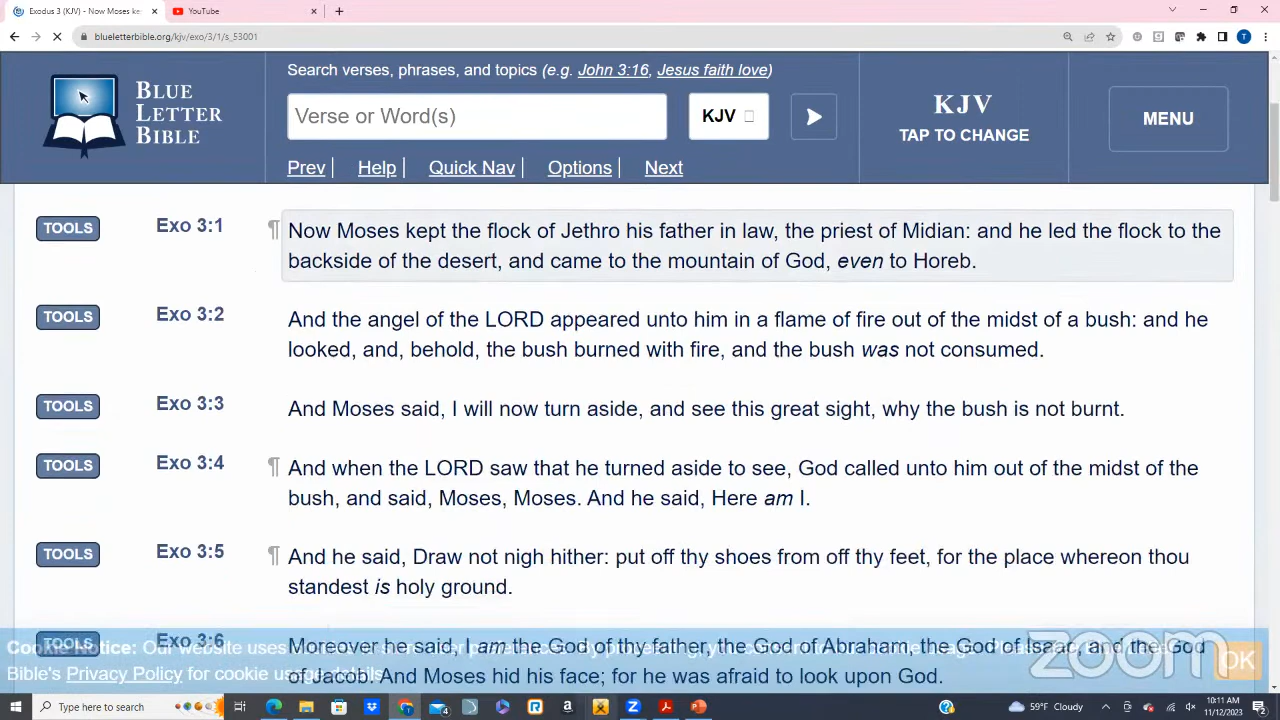 Exodus 3 (KJV) - Now Moses ke
YouTube
blueletterbible.org/kjv/exo/3/1/s_53001
BLUE
LETTER
BIBLE
Search verses, phrases, and topics (e.g. John 3:16, Jesus faith love)
Verse or Word(s)
KJV
Prev | Help | Quick Nav | Options | Next
KJV
TAP TO CHANGE
MENU
TOOLS Exo 3:1 ¶ Now Moses kept the flock of Jethro his father in law, the priest of Midian: and he led the flock to the
backside of the desert, and came to the mountain of God, even to Horeb.
TOOLS Exo 3:2 And the angel of the LORD appeared unto him in a flame of fire out of the midst of a bush: and he
looked, and, behold, the bush burned with fire, and the bush was not consumed.
TOOLS Exo 3:3 And Moses said, I will now turn aside, and see this great sight, why the bush is not burnt.
TOOLS Exo 3:4 ¶ And when the LORD saw that he turned aside to see, God called unto him out of the midst of the
bush, and said, Moses, Moses. And he said, Here am I.
TOOLS Exo 3:5 ¶ And he said, Draw not nigh hither: put off thy shoes from off thy feet, for the place whereon thou
standest is holy ground.
TOOLS Exo 3:6 Moreover he said, I am the God of thy father, the God of Abraham, the God of Isaac, and the God
of Jacob. And Moses hid his face; for he was afraid to look upon God.
Cookie Notice: Our website uses
Bible's Privacy Policy for cookie usage details.
OK
zoom
Type here to search
59°F Cloudy
10:11 AM
11/12/2023